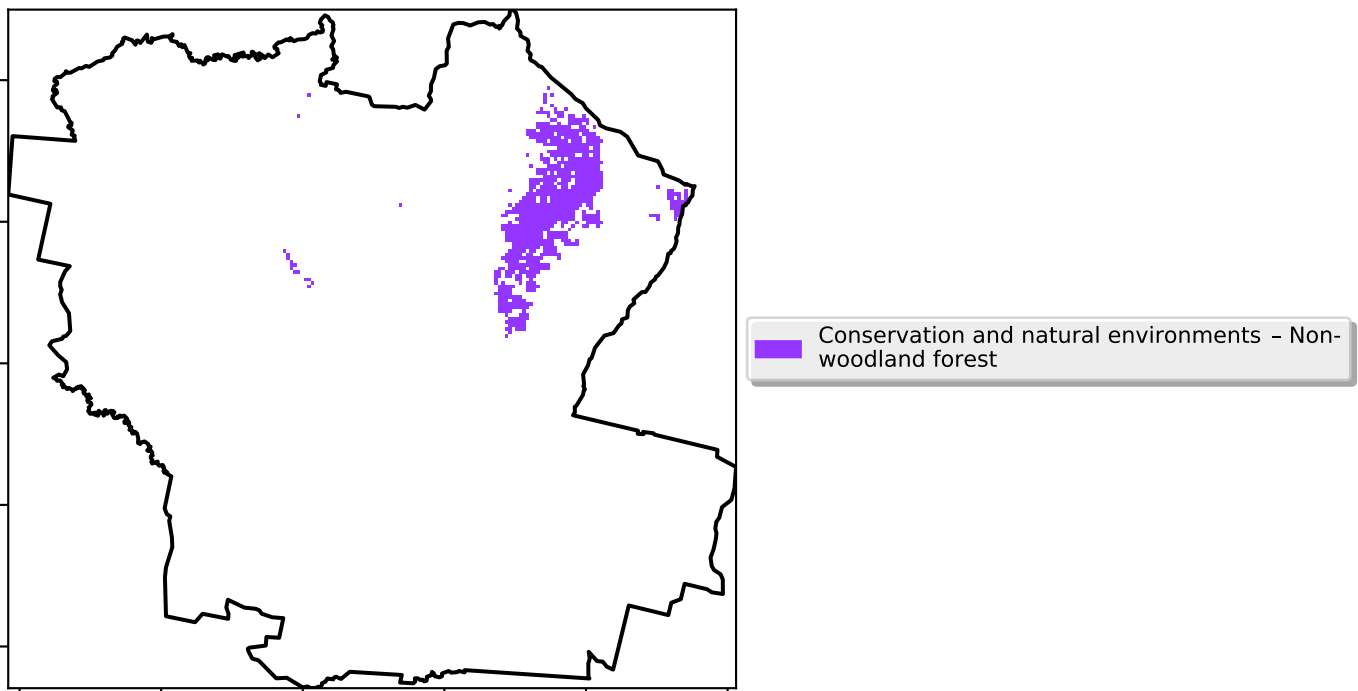 Conservation and natural environments – Non-
woodland forest